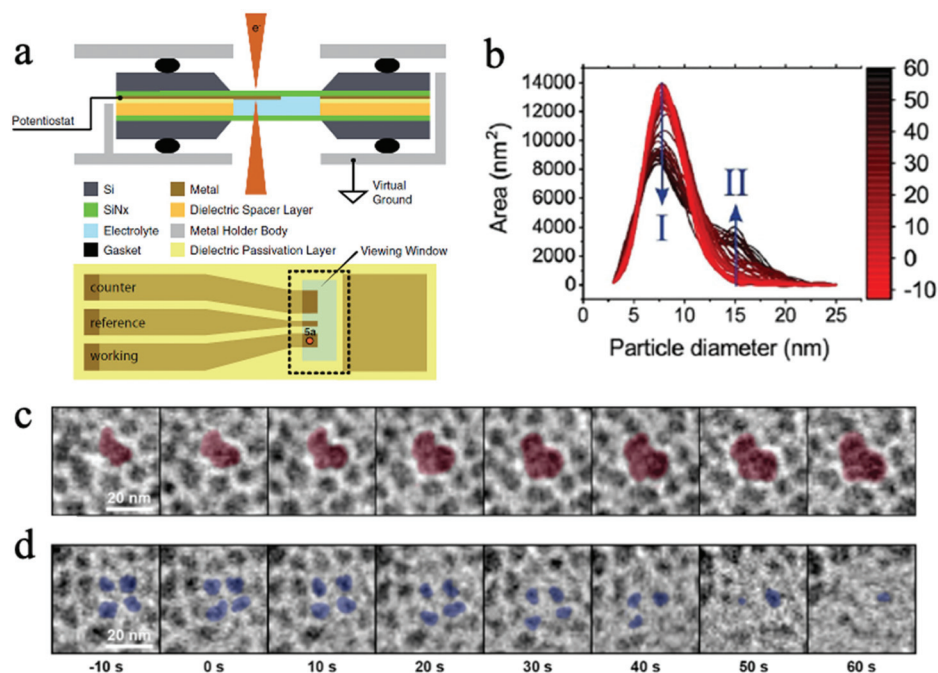 a
e-
Potentiostat
Virtual
Ground
Si
SiNx
Electrolyte
Gasket
Metal
Dielectric Spacer Layer
Metal Holder Body
Dielectric Passivation Layer
Viewing Window
counter
reference
working
5a
b
Area (nm²)
14000
12000
10000
8000
6000
4000
2000
0
I
II
0 5 10 15 20 25
Particle diameter (nm)
60
50
40
30
20
10
0
-10
c
20 nm
d
20 nm
-10 s 0 s 10 s 20 s 30 s 40 s 50 s 60 s